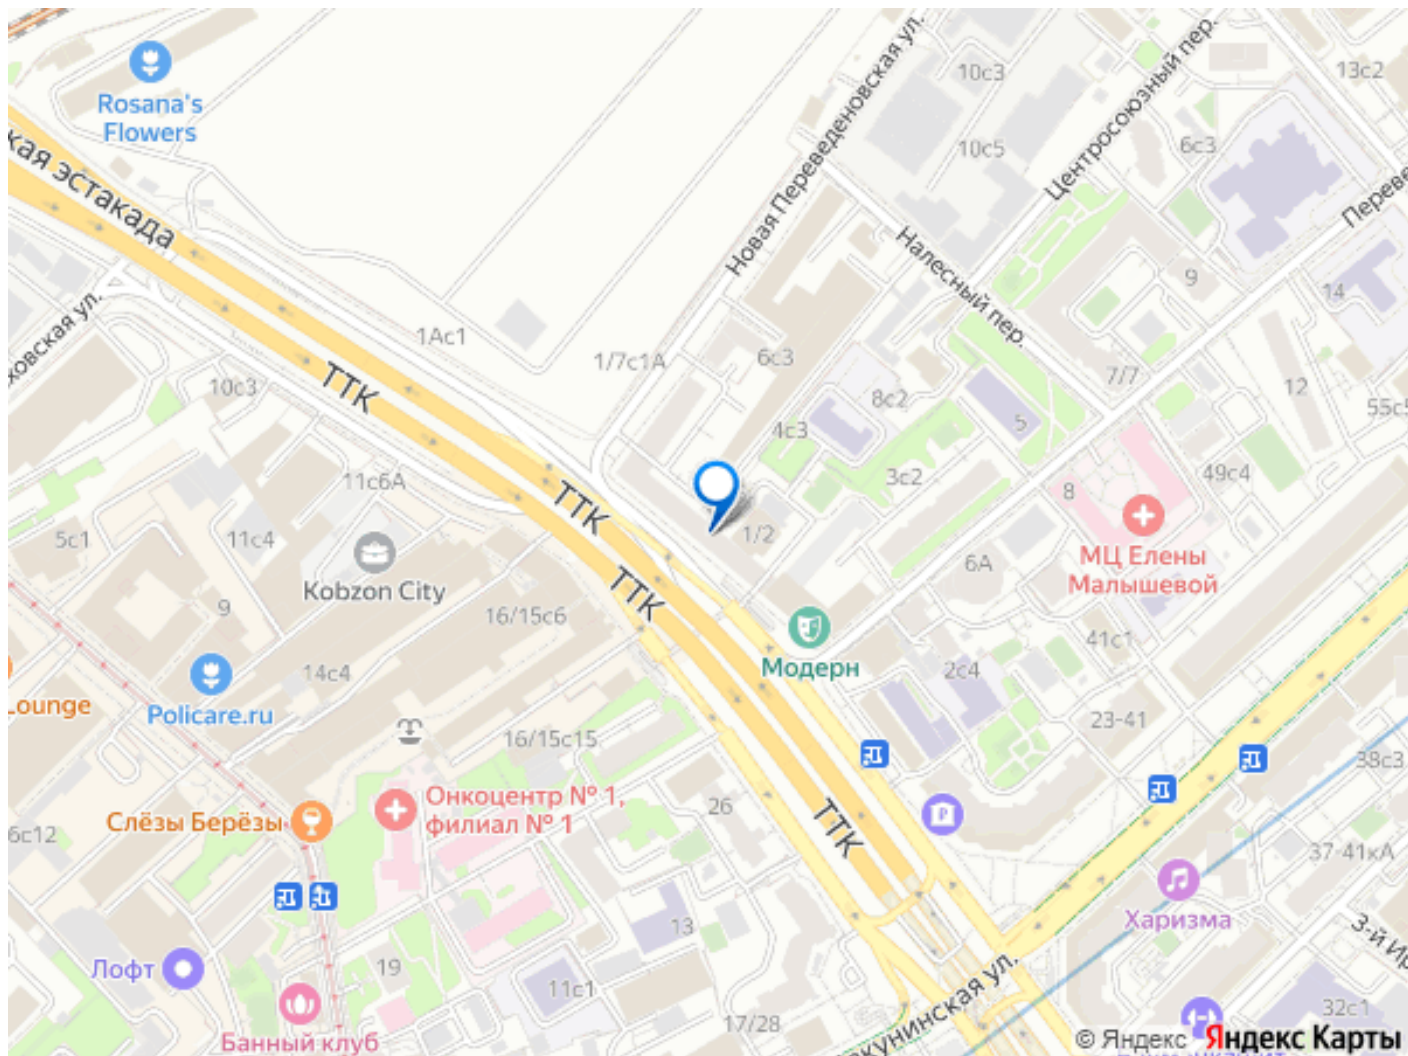 Rosana's
Flowers
кая эстакада
ховская ул.
ТТК
10с3
1Ас1
1/7с1А
Новая Переведеновская ул.
10с3
10с5
Центросоюзный пер.
13с2
6с3
Переве
Налесный пер.
9
14
6с3
8с2
4с3
5
7/7
12
55с5
3с2
49с4
8
МЦ Елены
Малышевой
11с6А
5с1
11с4
9
Kobzon City
ТТК
ТТК
1/2
6А
16/15с6
Модерн
41с1
2с4
14с4
Lounge
Policare.ru
16/15с15
23-41
38с3
Онкоцентр № 1,
филиал № 1
Слёзы Берёзы
6с12
26
ТТК
37-41кА
Харизма
3-й Ир
13
Лофт
19
11с1
Банный клуб
17/28
акунинская ул.
32с1
© Яндекс Яндекс Карты